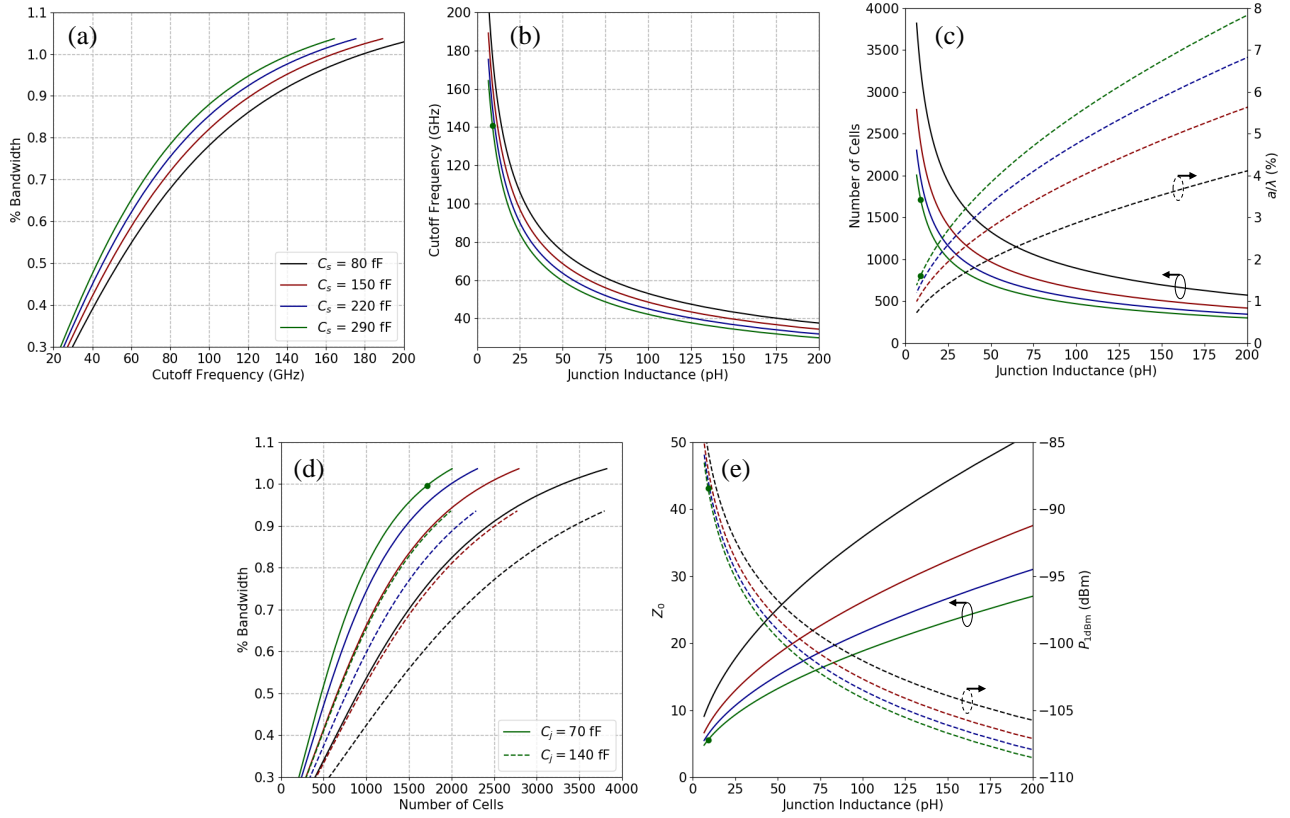 (a)
1.1
1.0
0.9
0.8
0.7
0.6
0.5
0.4
0.3
% Bandwidth
20 40 60 80 100 120 140 160 180 200
Cutoff Frequency (GHz)
Cs = 80 fF
Cs = 150 fF
Cs = 220 fF
Cs = 290 fF
(b)
200
180
160
140
120
100
80
60
40
Cutoff Frequency (GHz)
0 25 50 75 100 125 150 175 200
Junction Inductance (pH)
(c)
4000
3500
3000
2500
2000
1500
1000
500
0
Number of Cells
0 25 50 75 100 125 150 175 200
Junction Inductance (pH)
8
7
6
5
4
3
2
1
0
a/λ (%)
(d)
1.1
1.0
0.9
0.8
0.7
0.6
0.5
0.4
0.3
% Bandwidth
0 500 1000 1500 2000 2500 3000 3500 4000
Number of Cells
Cj = 70 fF
Cj = 140 fF
(e)
50
40
30
20
10
0
Z0
0 25 50 75 100 125 150 175 200
Junction Inductance (pH)
−85
−90
−95
−100
−105
−110
P1dBm (dBm)